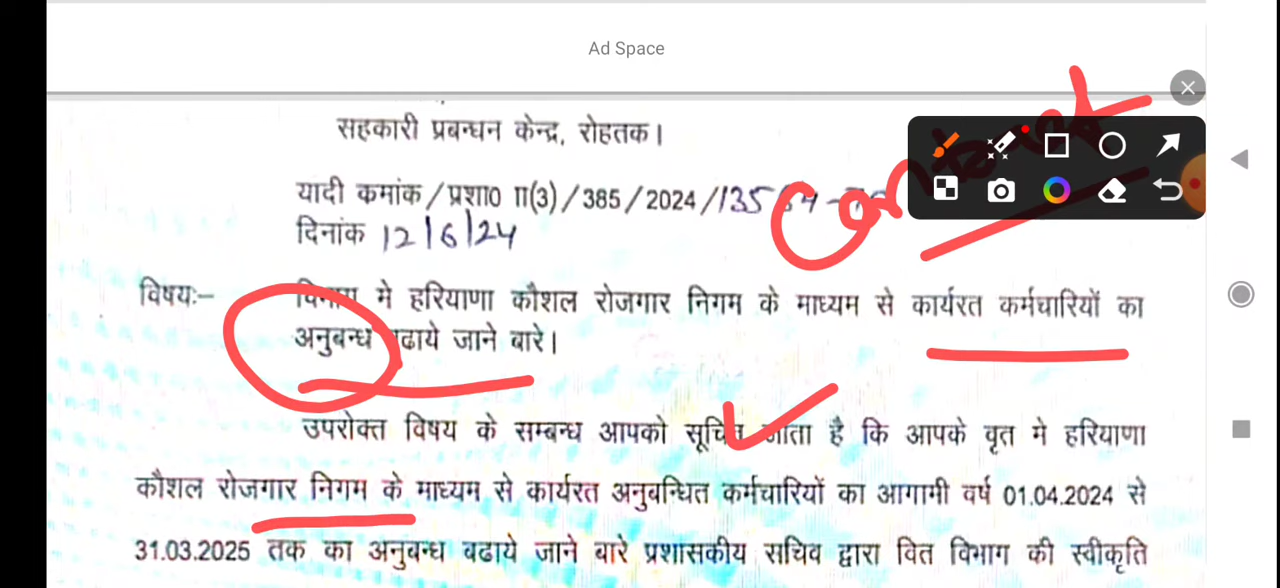 Ad Space
सहकारी प्रबन्धन केन्द्र, रोहतक।
यादी कमांक/प्रशा0 п(3)/385/2024/135
दिनांक 12/6/24
विषयः- विभाग मे हरियाणा कौशल रोजगार निगम के माध्यम से कार्यरत कर्मचारियों का
अनुबन्ध बढाये जाने बारे।
उपरोक्त विषय के सम्बन्ध आपको सूचित जाता है कि आपके वृत मे हरियाणा
कौशल रोजगार निगम के माध्यम से कार्यरत अनुबन्धित कर्मचारियों का आगामी वर्ष 01.04.2024 से
31.03.2025 तक का अनुबन्ध बढाये जाने बारे प्रशासकीय सचिव द्वारा वित विभाग की स्वीकृति